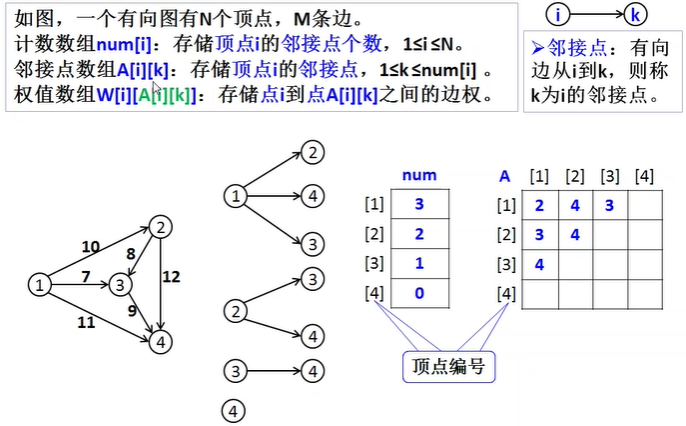 如图，一个有向图有N个顶点，M条边。
计数数组num[i]：存储顶点i的邻接点个数，1≤i≤N。
邻接点数组A[i][k]：存储顶点i的邻接点，1≤k≤num[i] 。
权值数组W[i][A[i][k]]：存储点i到点A[i][k]之间的边权。
i k
➢邻接点：有向
边从i到k，则称
k为i的邻接点。
1 2 3 4
10 7 11 8 9 12
1 2 4 3
2 3 4
3 4
4
num
[1] 3
[2] 2
[3] 1
[4] 0
A [1] [2] [3] [4]
[1] 2 4 3
[2] 3 4
[3] 4
[4]
顶点编号